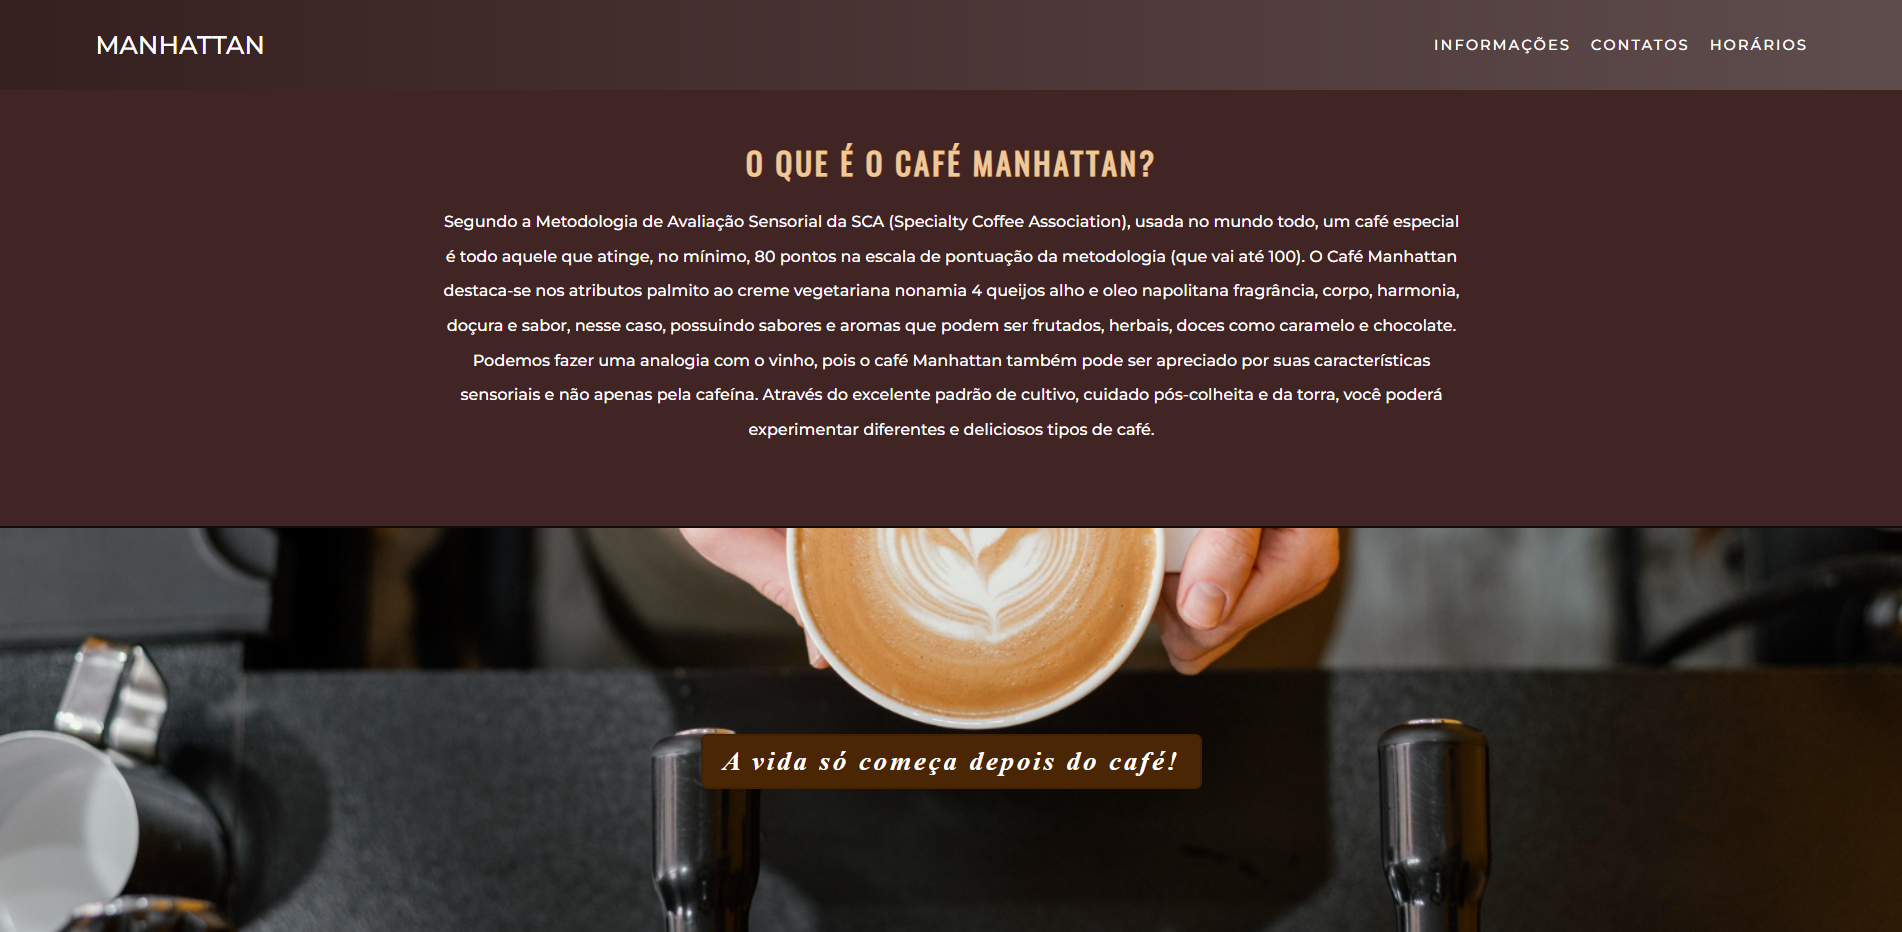 MANHATTAN
INFORMAÇÕES CONTATOS HORÁRIOS
O QUE É O CAFÉ MANHATTAN?
Segundo a Metodologia de Avaliação Sensorial da SCA (Specialty Coffee Association), usada no mundo todo, um café especial
é todo aquele que atinge, no mínimo, 80 pontos na escala de pontuação da metodologia (que vai até 100). O Café Manhattan
destaca-se nos atributos palmito ao creme vegetariana nonamia 4 queijos alho e oleo napolitana fragrância, corpo, harmonia,
doçura e sabor, nesse caso, possuindo sabores e aromas que podem ser frutados, herbais, doces como caramelo e chocolate.
Podemos fazer uma analogia com o vinho, pois o café Manhattan também pode ser apreciado por suas características
sensoriais e não apenas pela cafeína. Através do excelente padrão de cultivo, cuidado pós-colheita e da torra, você poderá
experimentar diferentes e deliciosos tipos de café.
A vida só começa depois do café!